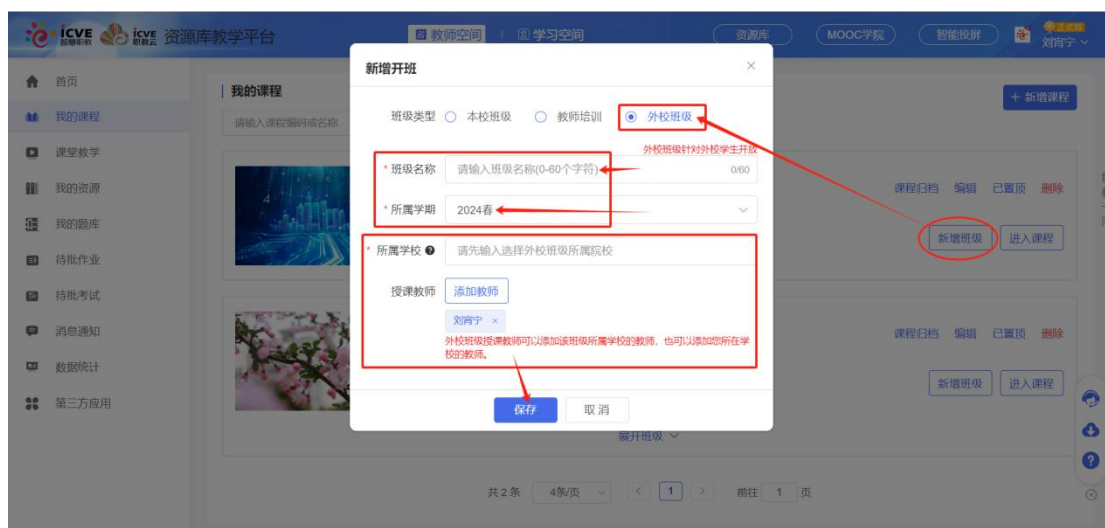 icve 智慧职教 icve 职教云 资源库教学平台
教师空间 学习空间
资源库 MOOC学院 智能投屏 正式版 刘宵宁
首页
我的课程
课堂教学
我的资源
我的题库
待批作业
待批考试
消息通知
数据统计
第三方应用
我的课程
+ 新增课程
请输入课程编码或名称
新增开班
班级类型 本校班级 教师培训 外校班级
外校班级针对外校学生开放
* 班级名称 请输入班级名称(0-60个字符) 0/60
* 所属学期 2024春
* 所属学校 请先输入选择外校班级所属院校
授课教师 添加教师
刘宵宁 ×
外校班级授课教师可以添加该班级所属学校的教师，也可以添加您所在学
校的教师。
保存 取消
课程归档 编辑 已置顶 删除
新增班级 进入课程
课程归档 编辑 已置顶 删除
新增班级 进入课程
展开班级
共2条 4条/页 1 前往 1 页